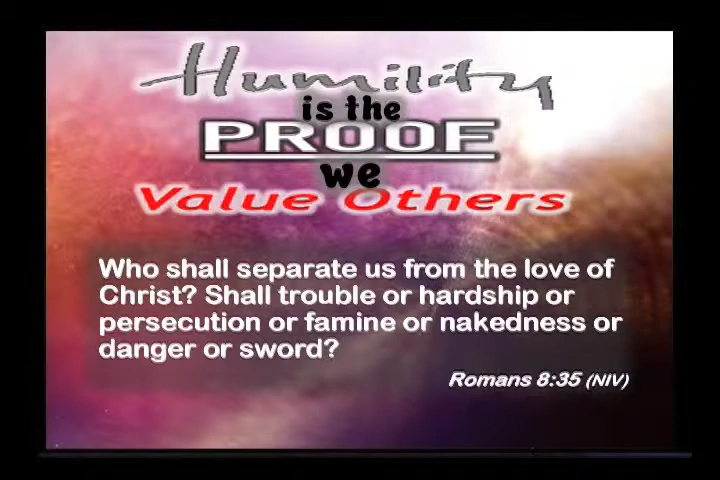 Humility
is the
PROOF
we
Value Others
Who shall separate us from the love of
Christ? Shall trouble or hardship or
persecution or famine or nakedness or
danger or sword?
Romans 8:35 (NIV)